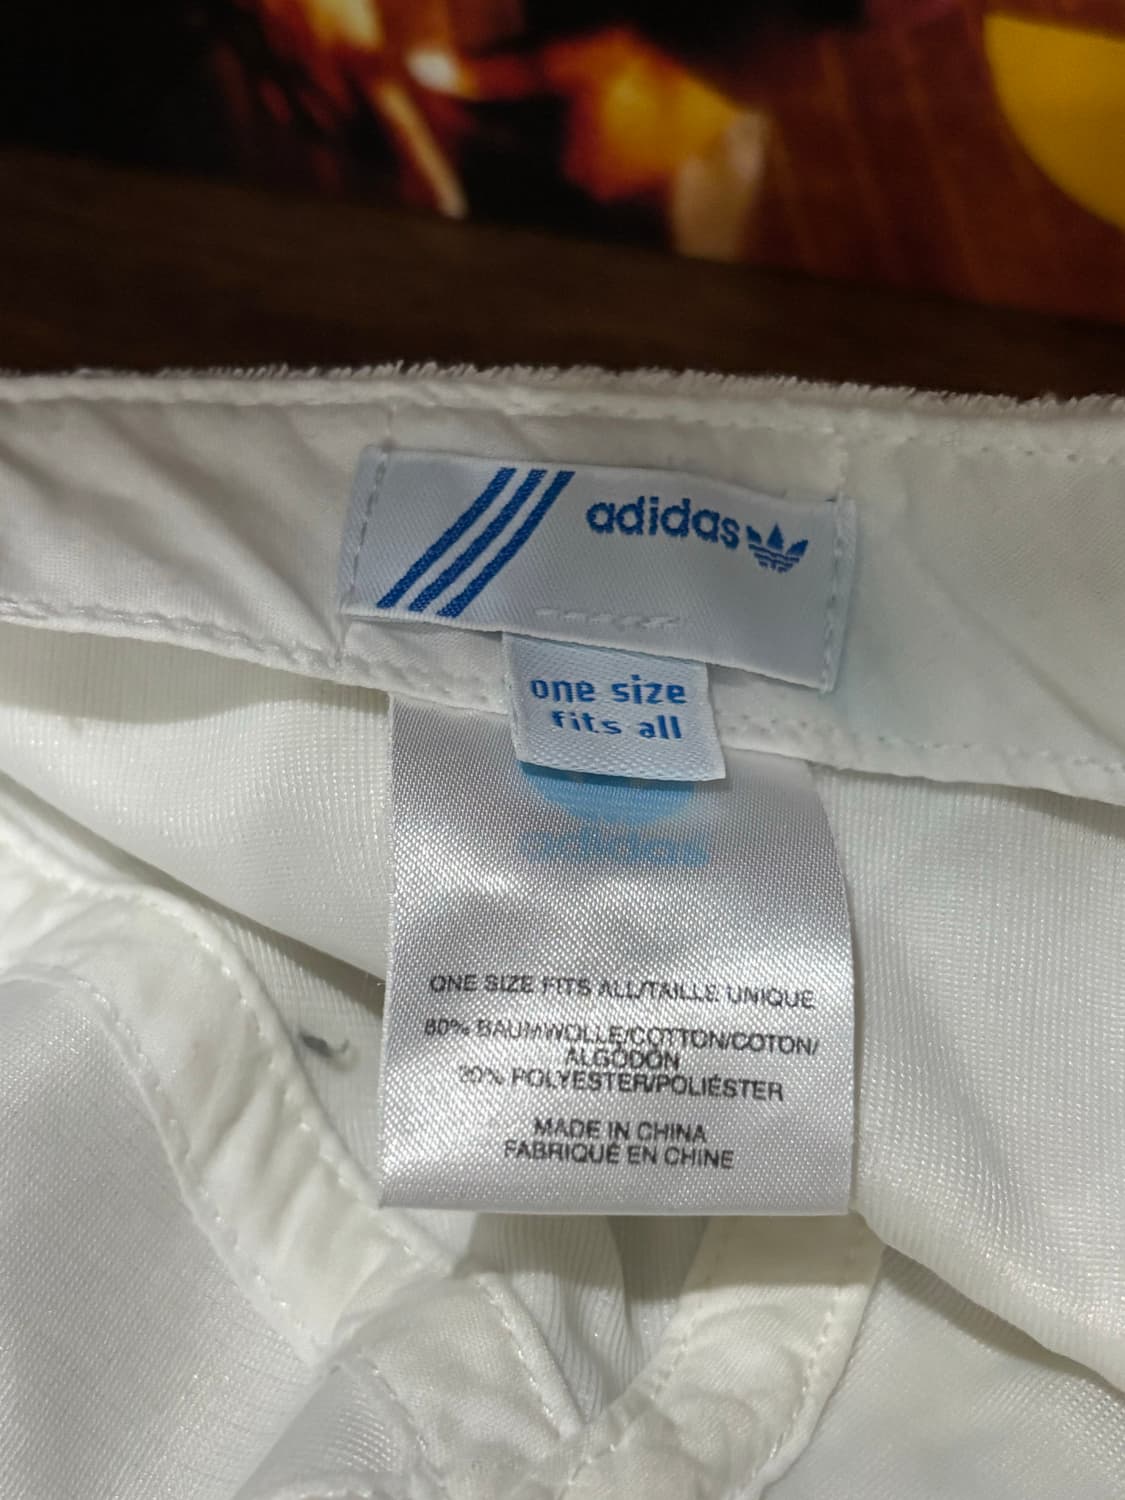 adidas
one size
fits all
adidas
ONE SIZE FITS ALL/TAILLE UNIQUE
80% BAUMWOLLE/COTTON/COTON/
ALGODÓN
20% POLYESTER/POLIÉSTER
MADE IN CHINA
FABRIQUÉ EN CHINE